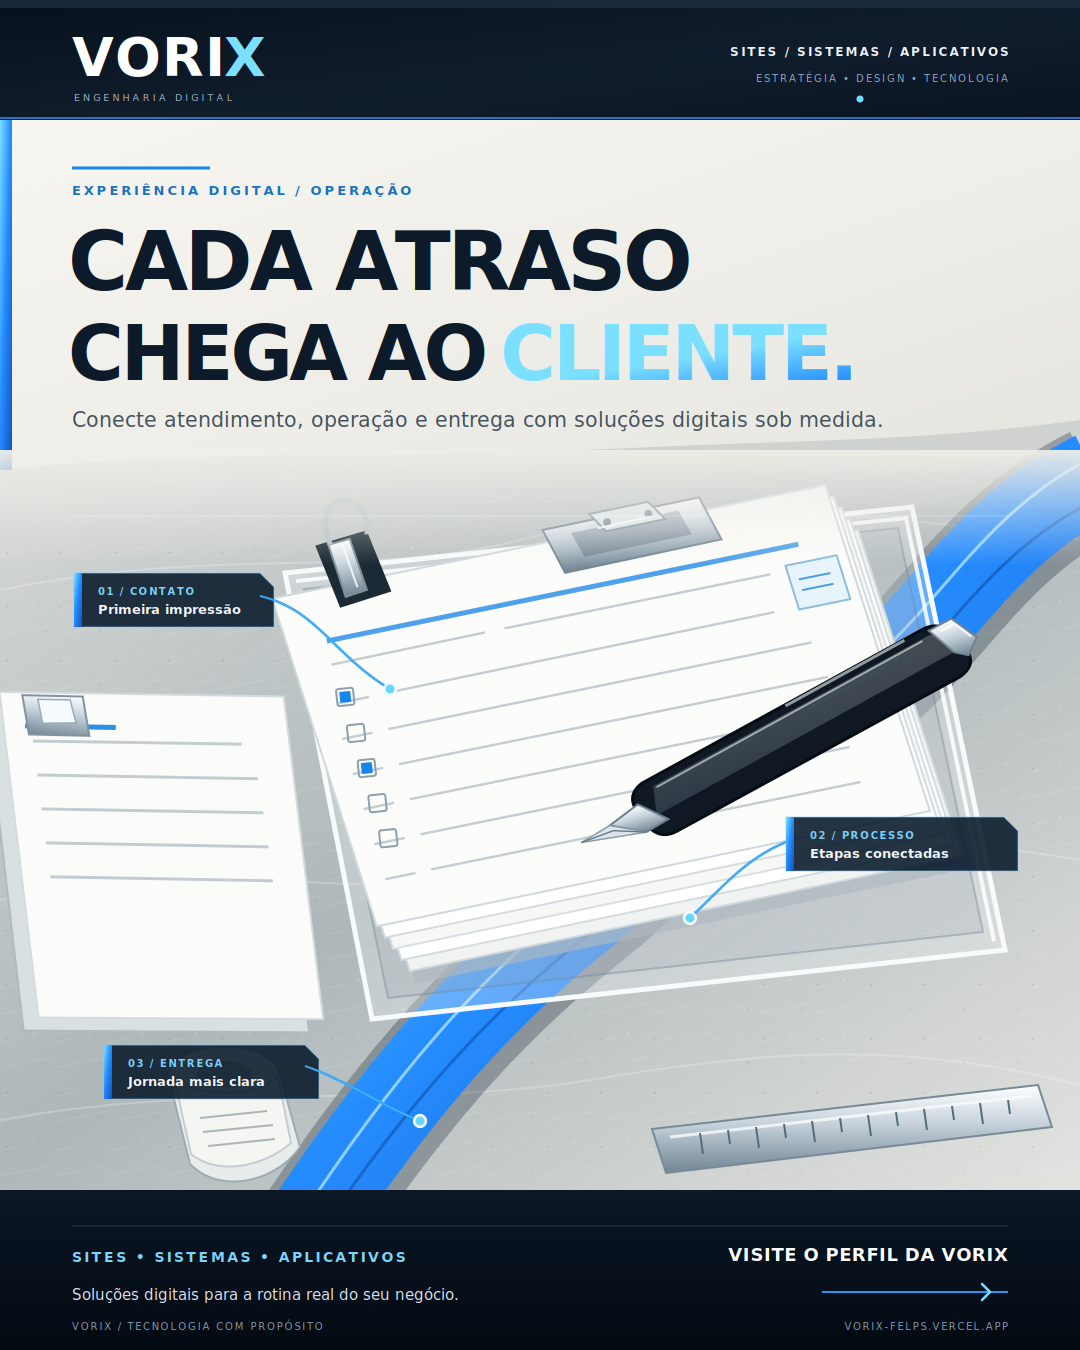 VORIX
ENGENHARIA DIGITAL
SITES / SISTEMAS / APLICATIVOS
ESTRATÉGIA • DESIGN • TECNOLOGIA
EXPERIÊNCIA DIGITAL / OPERAÇÃO
CADA ATRASO
CHEGA AO CLIENTE.
Conecte atendimento, operação e entrega com soluções digitais sob medida.
01 / CONTATO
Primeira impressão
02 / PROCESSO
Etapas conectadas
03 / ENTREGA
Jornada mais clara
SITES • SISTEMAS • APLICATIVOS
Soluções digitais para a rotina real do seu negócio.
VORIX / TECNOLOGIA COM PROPÓSITO
VISITE O PERFIL DA VORIX
VORIX-FELPS.VERCEL.APP